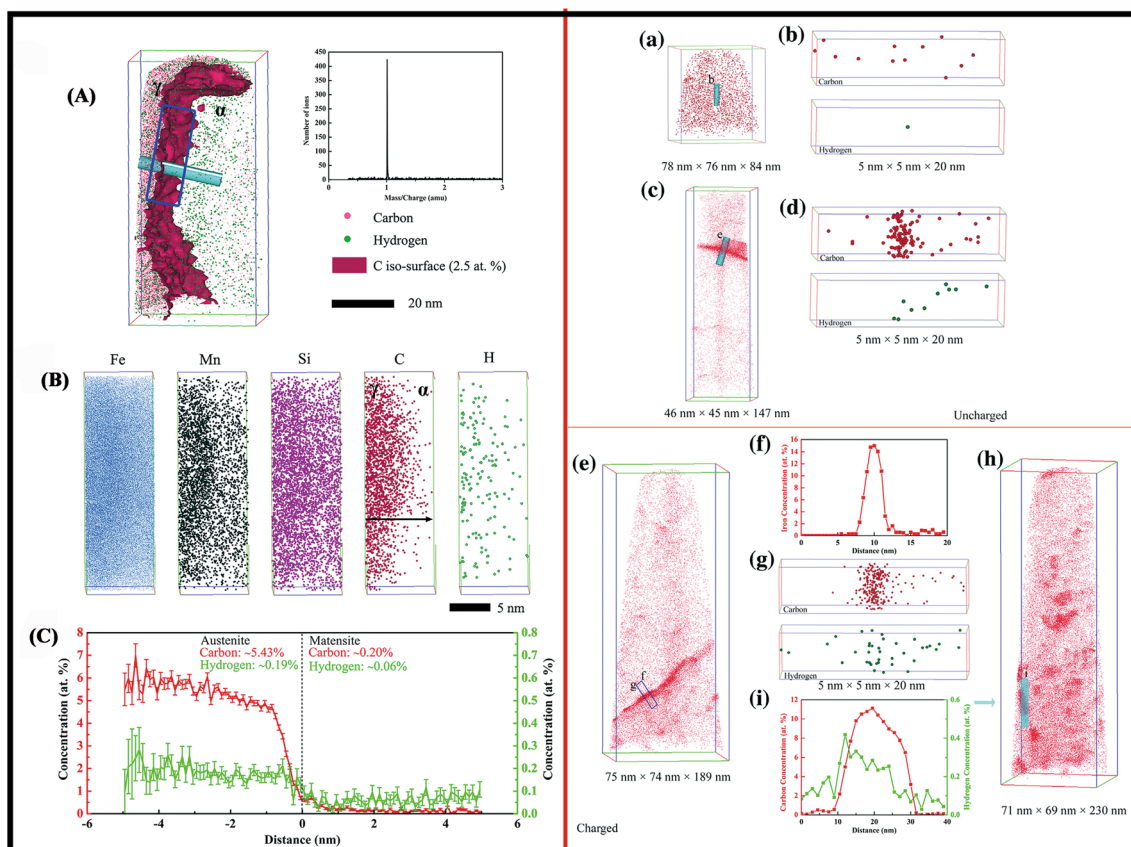 (A)
γ
α
Number of ions
450
400
350
300
250
200
150
100
50
0
0
1
2
3
Mass/Charge (amu)
Carbon
Hydrogen
C iso-surface (2.5 at. %)
20 nm
(B)
Fe
Mn
Si
C
H
γ
α
5 nm
(C)
Concentration (at. %)
8
7
6
5
4
3
2
1
0
Austenite
Carbon: ~5.43%
Hydrogen: ~0.19%
Matensite
Carbon: ~0.20%
Hydrogen: ~0.06%
0.8
0.7
0.6
0.5
0.4
0.3
0.2
0.1
0.0
Concentration (at. %)
-6
-4
-2
0
2
4
6
Distance (nm)
(a)
b
78 nm × 76 nm × 84 nm
(b)
Carbon
Hydrogen
5 nm × 5 nm × 20 nm
(c)
e
46 nm × 45 nm × 147 nm
(d)
Carbon
Hydrogen
5 nm × 5 nm × 20 nm
Uncharged
(e)
g
f
75 nm × 74 nm × 189 nm
Charged
(f)
Iron Concentration (at. %)
16
14
12
10
8
6
4
2
0
0
5
10
15
20
Distance (nm)
(g)
Carbon
Hydrogen
5 nm × 5 nm × 20 nm
(i)
Carbon Concentration (at. %)
12
10
8
6
4
2
0
0.6
0.4
0.2
0.0
Hydrogen Concentration (at. %)
0
10
20
30
40
Distance (nm)
(h)
71 nm × 69 nm × 230 nm